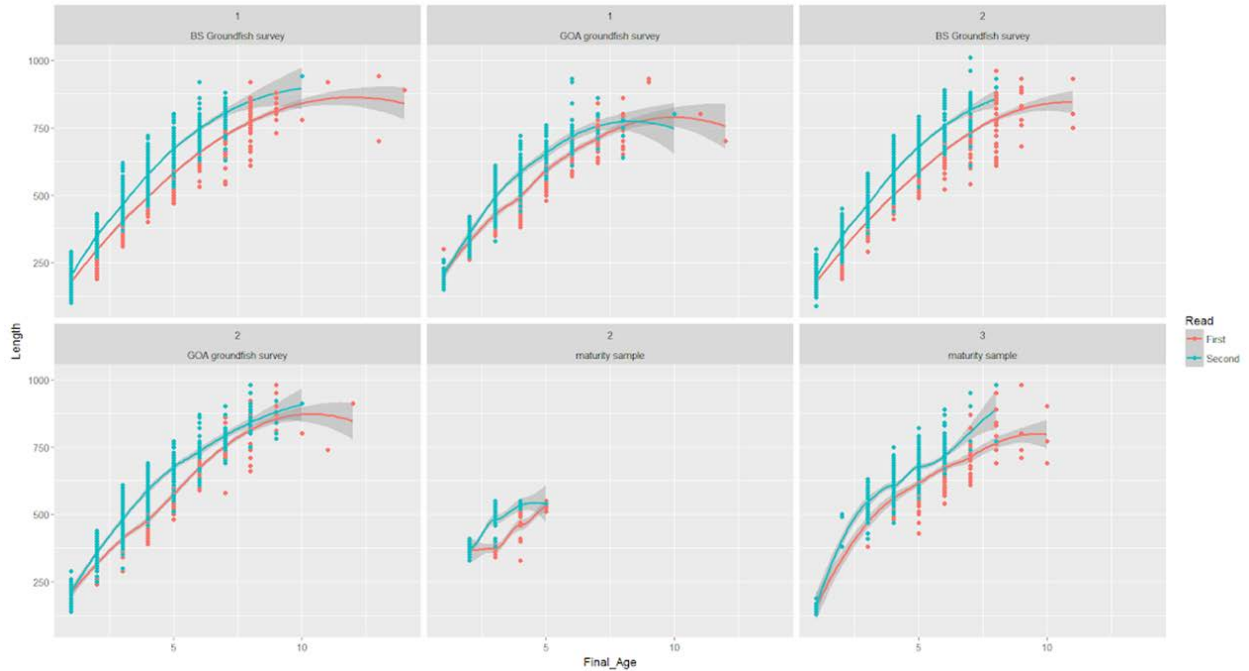 1
BS Groundfish survey
1
GOA groundfish survey
2
BS Groundfish survey
1000
750
500
250
2
GOA groundfish survey
2
maturity sample
3
maturity sample
1000
750
500
250
Length
5
10
5
10
5
10
Final_Age
Read
First
Second